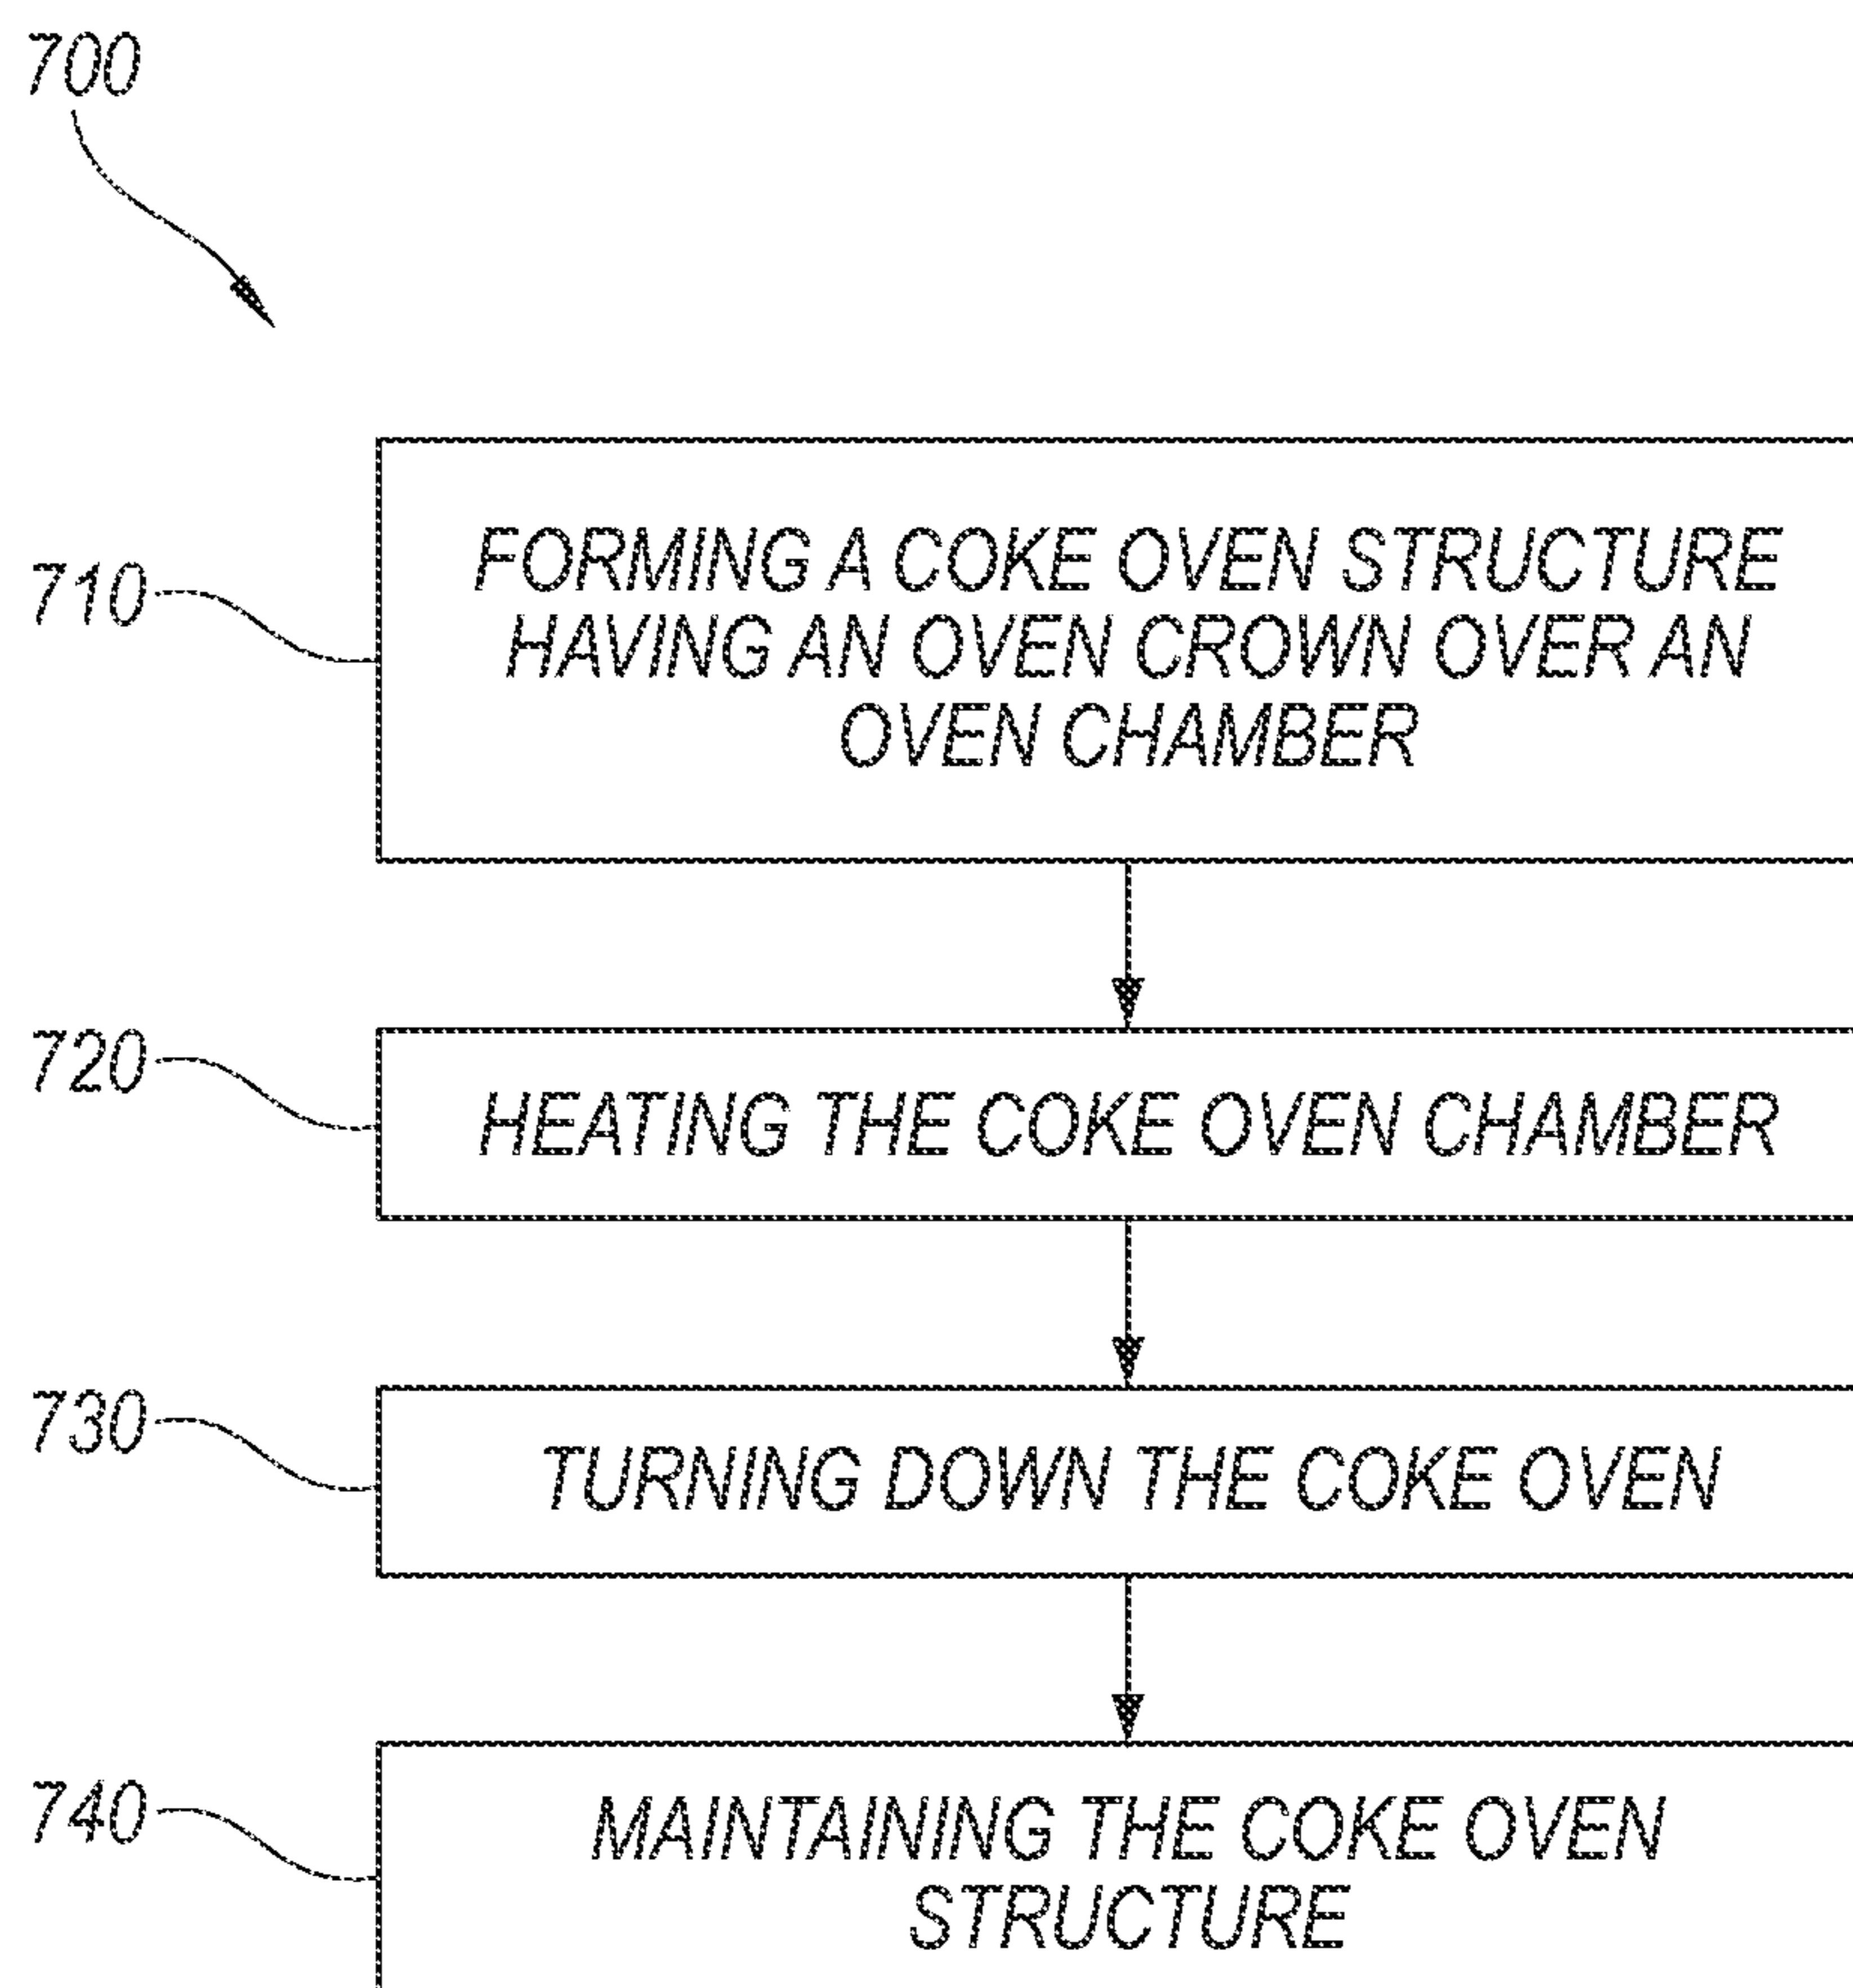 700
710
FORMING A COKE OVEN STRUCTURE
HAVING AN OVEN CROWN OVER AN
OVEN CHAMBER
720
HEATING THE COKE OVEN CHAMBER
730
TURNING DOWN THE COKE OVEN
740
MAINTAINING THE COKE OVEN
STRUCTURE